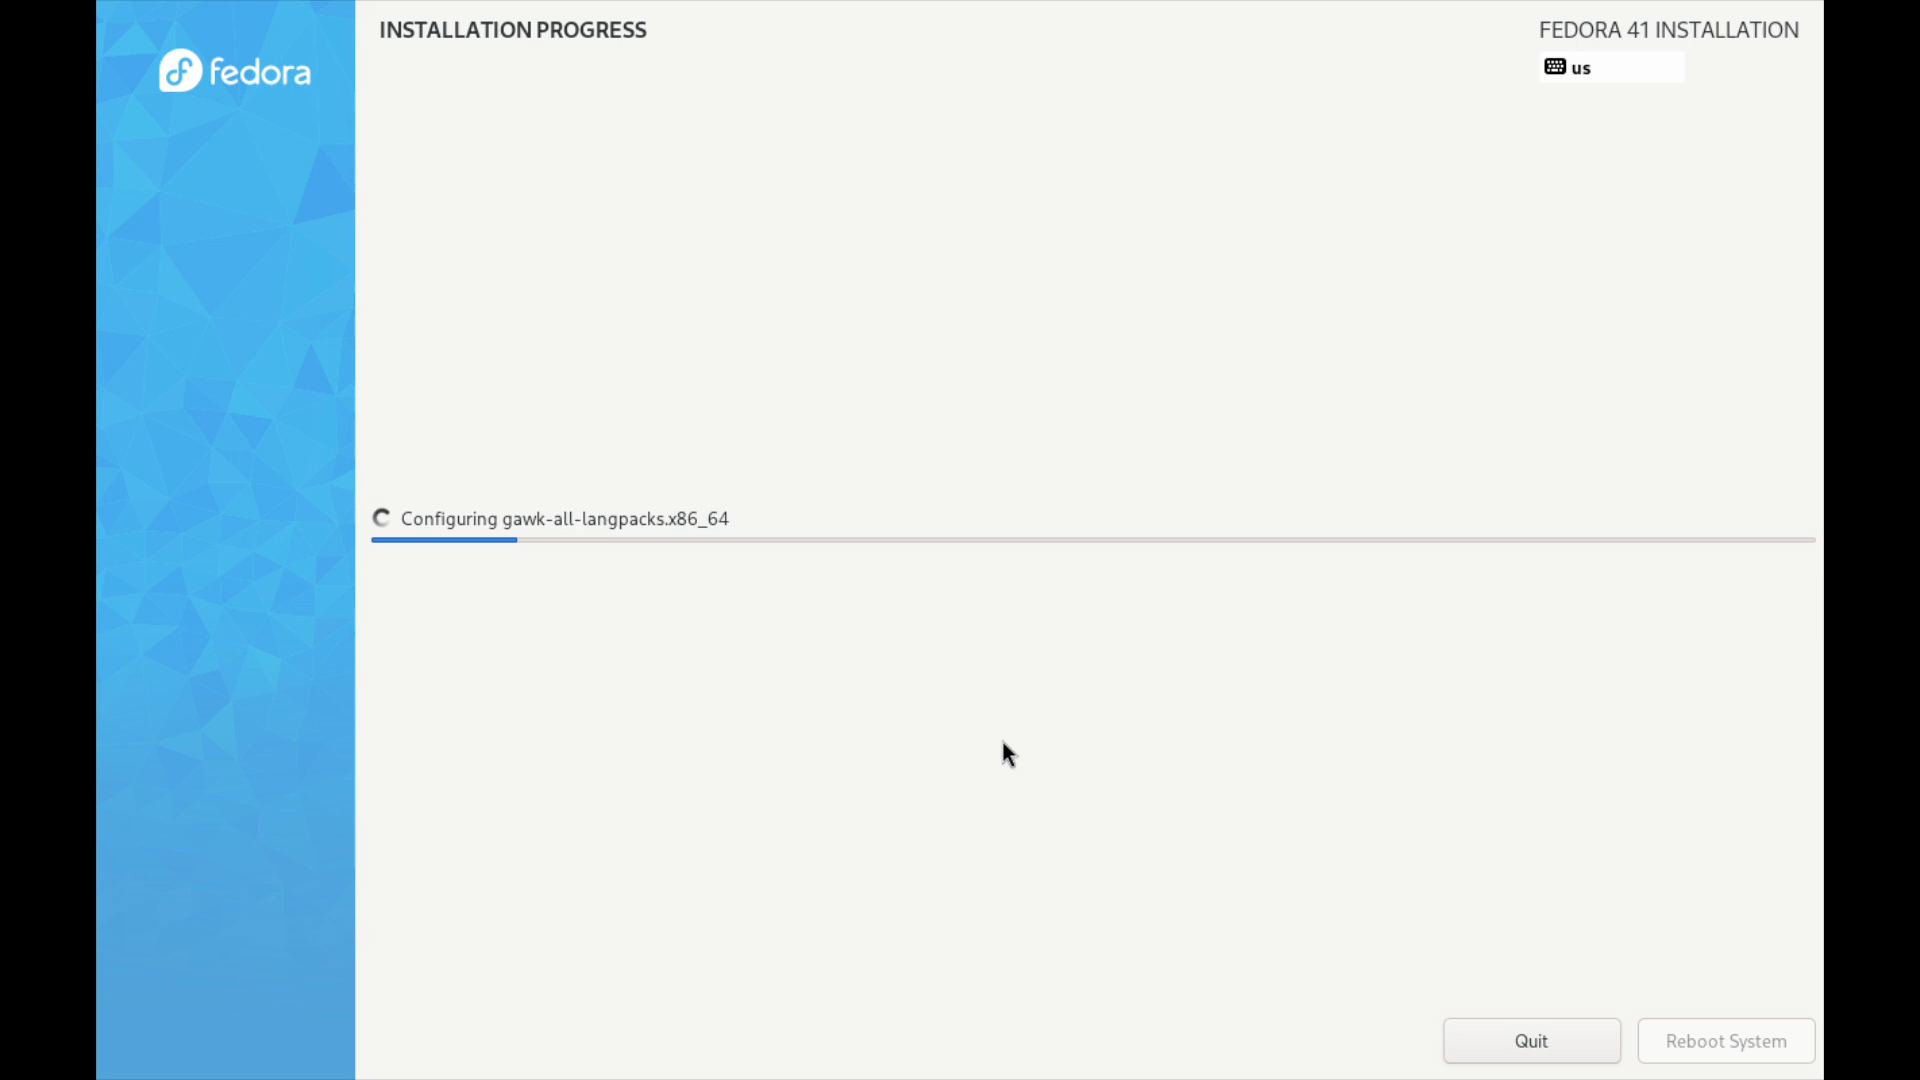 fedora
INSTALLATION PROGRESS
FEDORA 41 INSTALLATION
us
Configuring gawk-all-langpacks.x86_64
Quit
Reboot System